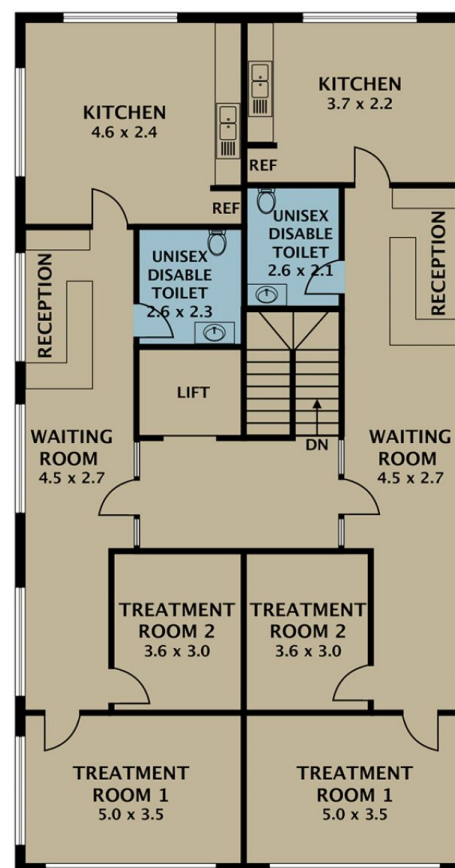 KITCHEN
4.6 x 2.4
KITCHEN
3.7 x 2.2
REF
REF
UNISEX
DISABLE
TOILET
2.6 x 2.3
UNISEX
DISABLE
TOILET
2.6 x 2.1
RECEPTION
RECEPTION
LIFT
DN
WAITING
ROOM
4.5 x 2.7
WAITING
ROOM
4.5 x 2.7
TREATMENT
ROOM 2
3.6 x 3.0
TREATMENT
ROOM 2
3.6 x 3.0
TREATMENT
ROOM 1
5.0 x 3.5
TREATMENT
ROOM 1
5.0 x 3.5